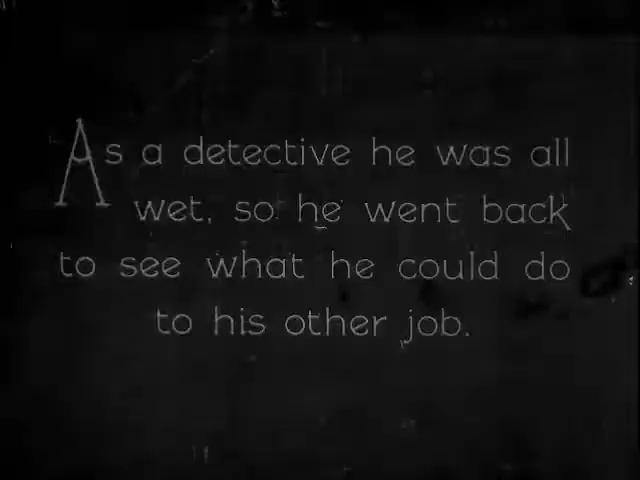 As a detective he was all
wet, so he went back
to see what he could do
to his other job.